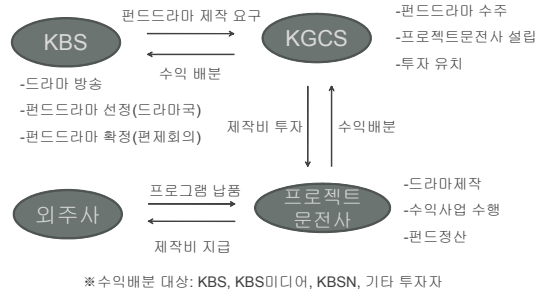 펀드드라마 제작 요구
KBS
KGCS
수익 배분
-펀드드라마 수주
-프로젝트문전사 설립
-투자 유치
-드라마 방송
-펀드드라마 선정(드라마국)
-펀드드라마 확정(편제회의)
제작비 투자
수익배분
프로그램 납품
외주사
프로젝트
문전사
제작비 지급
-드라마제작
-수익사업 수행
-펀드정산
※수익배분 대상: KBS, KBS미디어, KBSN, 기타 투자자